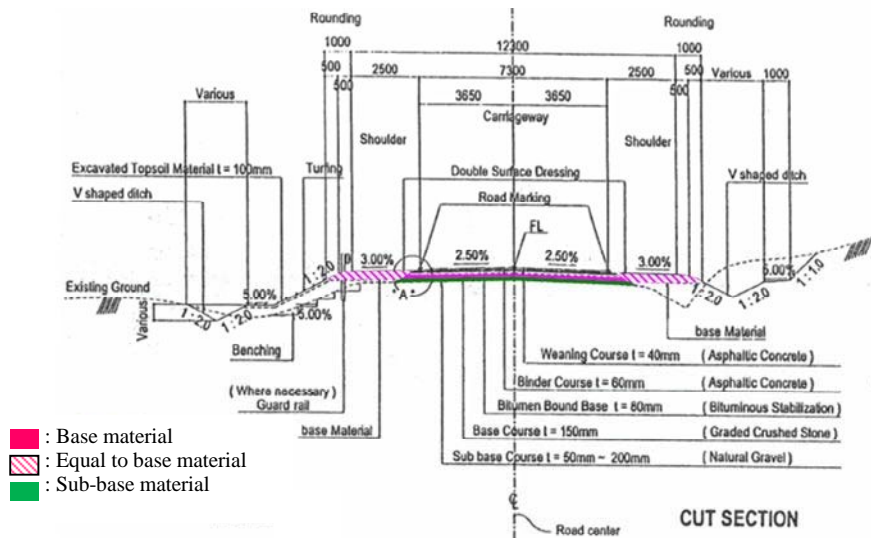 Rounding
Rounding
1000
12300
1000
500
2500
7300
2500
500
Various
1000
500
500
Various
3650
3650
Carriageway
Shoulder
Shoulder
Excavated Topsoil Material t = 100mm
Turfing
Double Surface Dressing
V shaped ditch
V shaped ditch
Road Marking
FL
3.00%
2.50%
2.50%
3.00%
1:2.0
Existing Ground
5.00%
"A"
5.00%
1:1.0
Various
1:2.0
1:2.0
5.00%
1:2.0
1:2.0
Benching
base Material
Weaning Course t = 40mm ( Asphaltic Concrete )
( Where necessary )
Guard rail
Binder Course t = 60mm ( Asphaltic Concrete )
base Material
Bitumen Bound Base t = 80mm ( Bituminous Stabilization )
Base Course t = 150mm ( Graded Crushed Stone )
Sub base Course t = 50mm ~ 200mm ( Natural Gravel )
: Base material
: Equal to base material
: Sub-base material
Road center
CUT SECTION